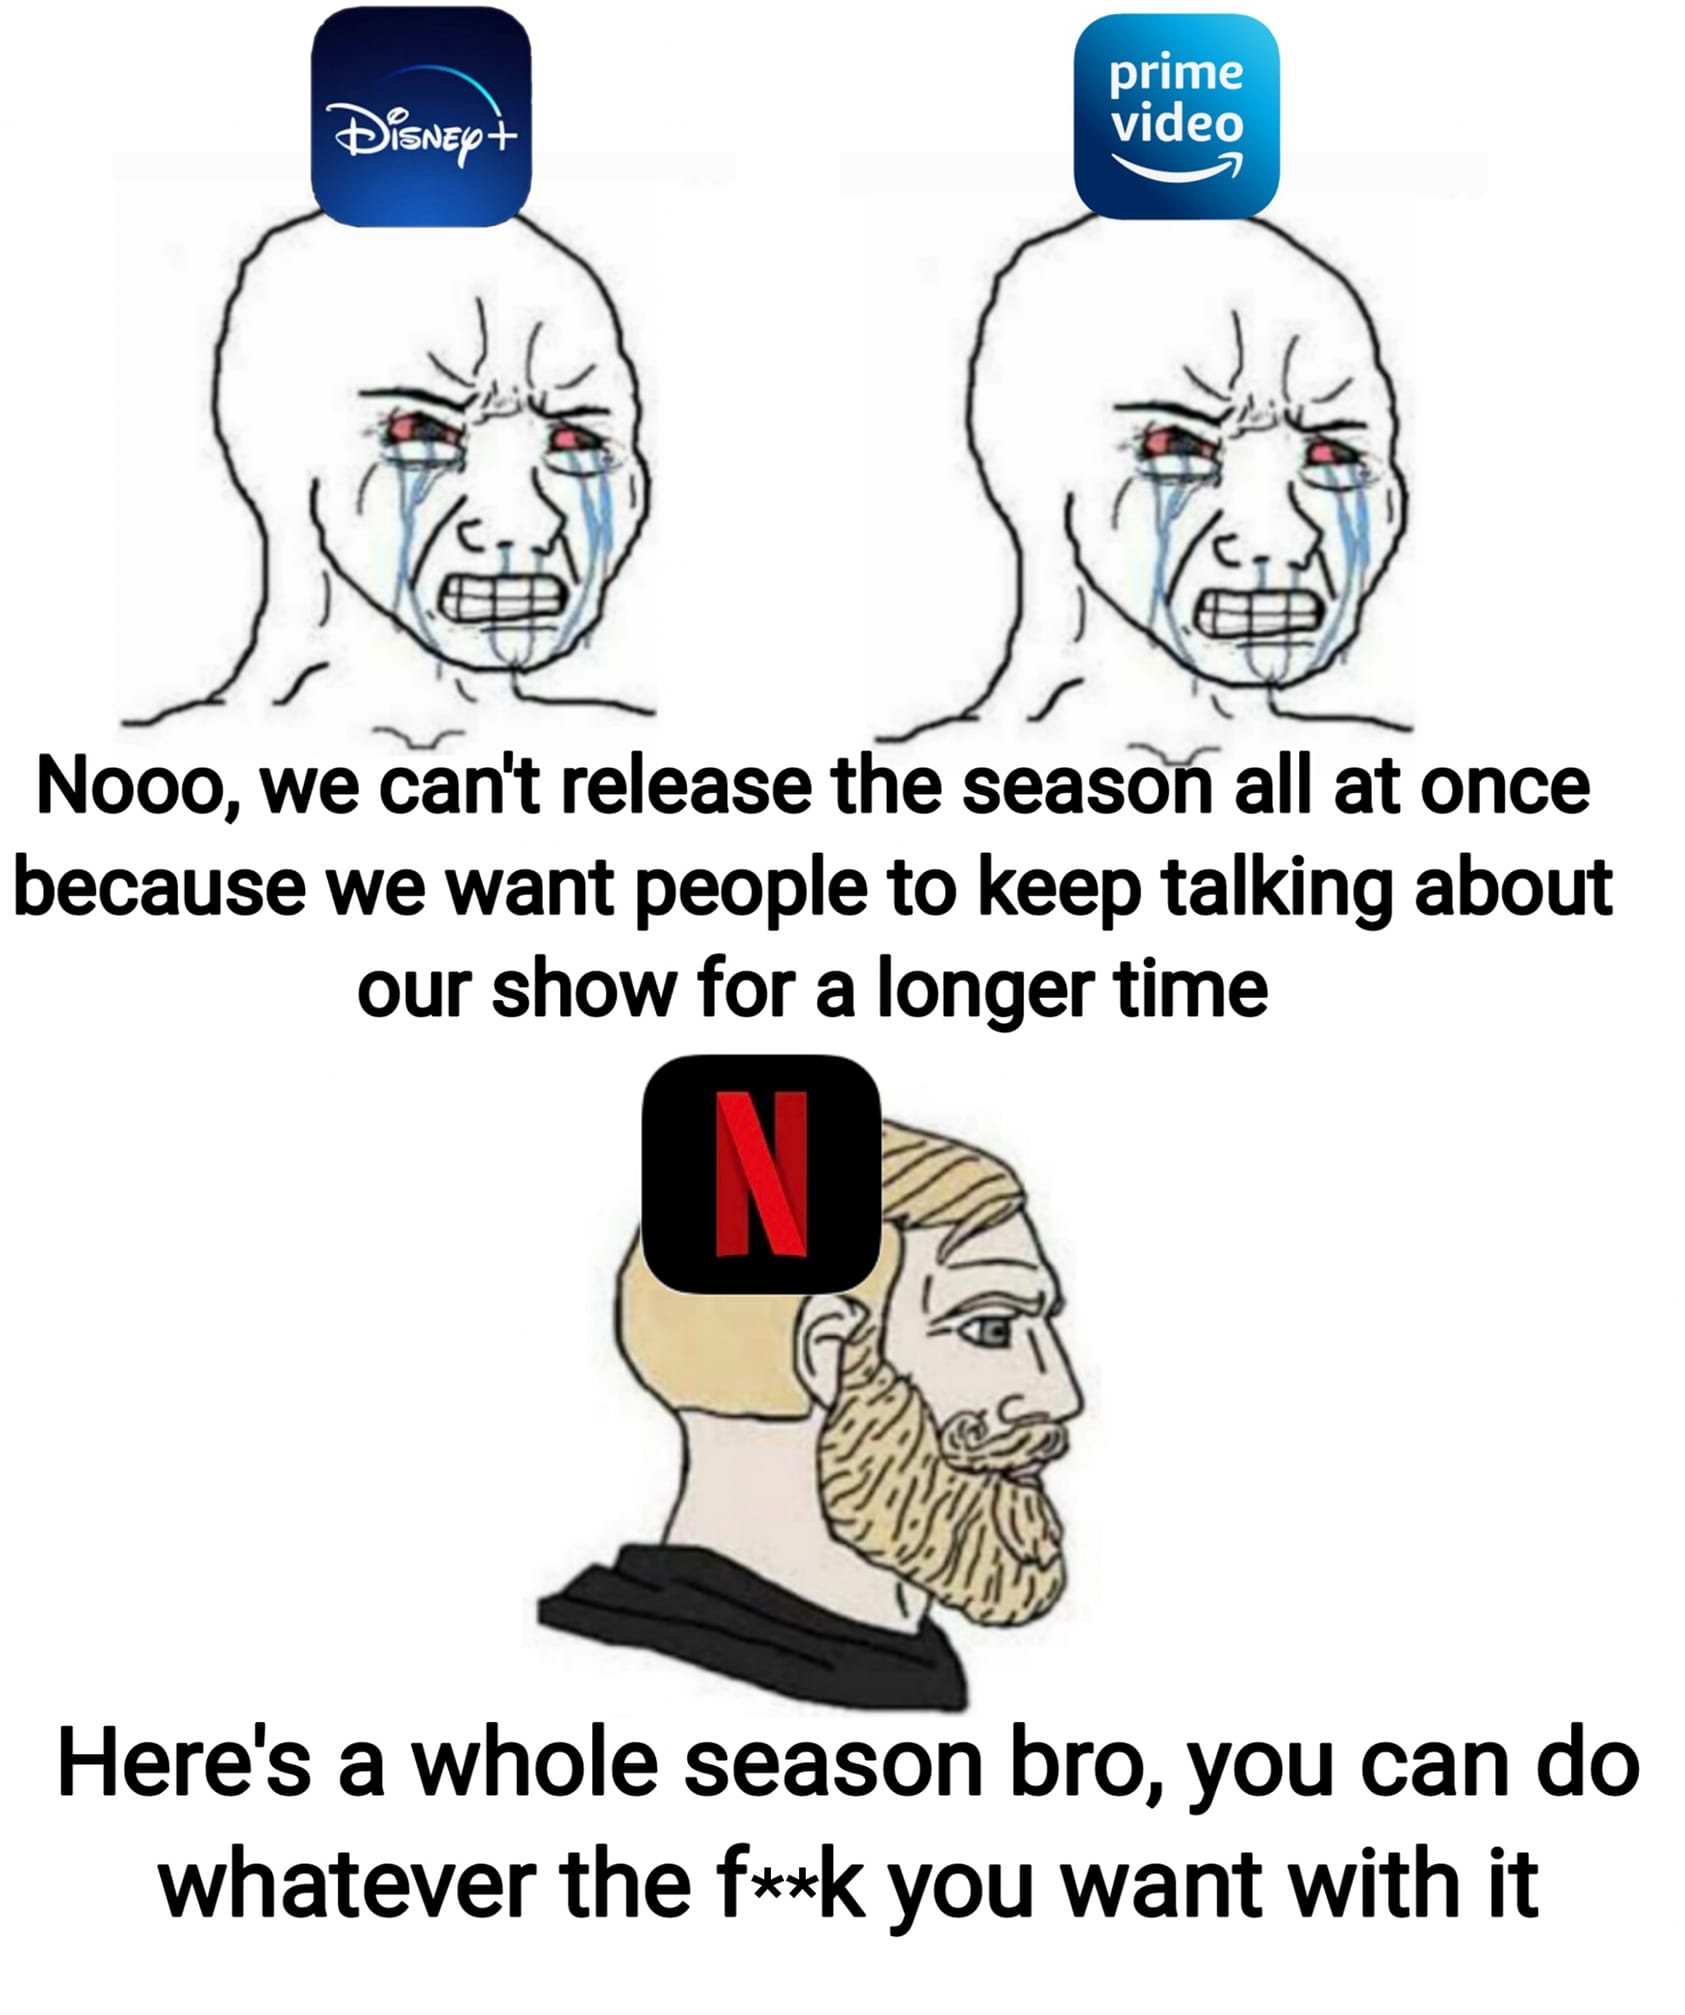 Disney+
prime
video
Nooo, we can't release the season all at once
because we want people to keep talking about
our show for a longer time
N
Here's a whole season bro, you can do
whatever the f**k you want with it